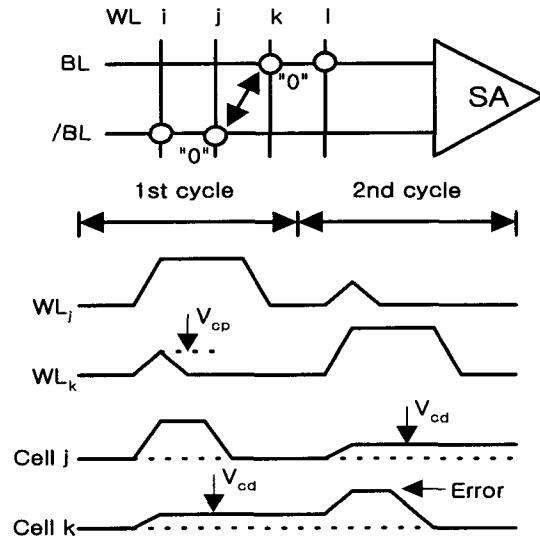 WL i j k l
BL
"0"
SA
/BL
"0"
1st cycle 2nd cycle
WLj
Vcp
WLk
Vcd
Cell j
Vcd
Error
Cell k